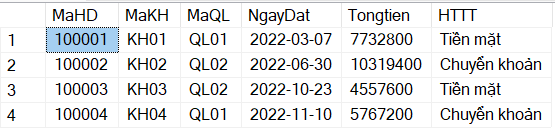 MaHD MaKH MaQL NgayDat Tongtien HTTT
1 100001 KH01 QL01 2022-03-07 7732800 Tiền mặt
2 100002 KH02 QL02 2022-06-30 10319400 Chuyển khoản
3 100003 KH03 QL02 2022-10-23 4557600 Tiền mặt
4 100004 KH04 QL01 2022-11-10 5767200 Chuyển khoản